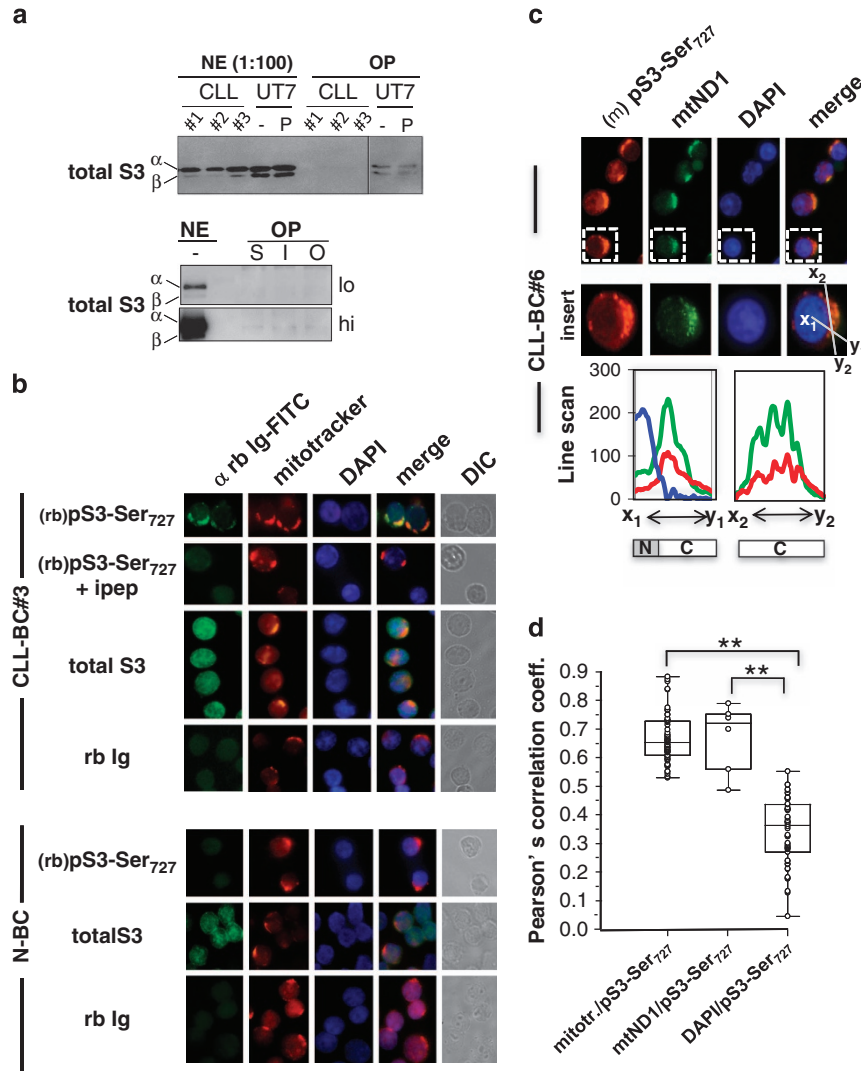 a
NE (1:100) OP
CLL UT7 CLL UT7
#1 #2 #3 - P #1 #2 #3 - P
total S3 α
β
NE OP
- S I O
total S3 α
β
lo
α
β
hi
b
α rb Ig-FITC mitotracker DAPI merge DIC
CLL-BC#3
(rb)pS3-Ser727
(rb)pS3-Ser727
+ ipep
total S3
rb Ig
N-BC
(rb)pS3-Ser727
totalS3
rb Ig
c
(m) pS3-Ser727 mtND1 DAPI merge
CLL-BC#6
insert
x2
x1
y
y2
Line scan
300
200
100
0
x1 y1 x2 y2
N C C
d
** 
**
Pearson' s correlation coeff.
0.9
0.8
0.7
0.6
0.5
0.4
0.3
0.2
0.1
0.0
mitotr./pS3-Ser727
mtND1/pS3-Ser727
DAPI/pS3-Ser727